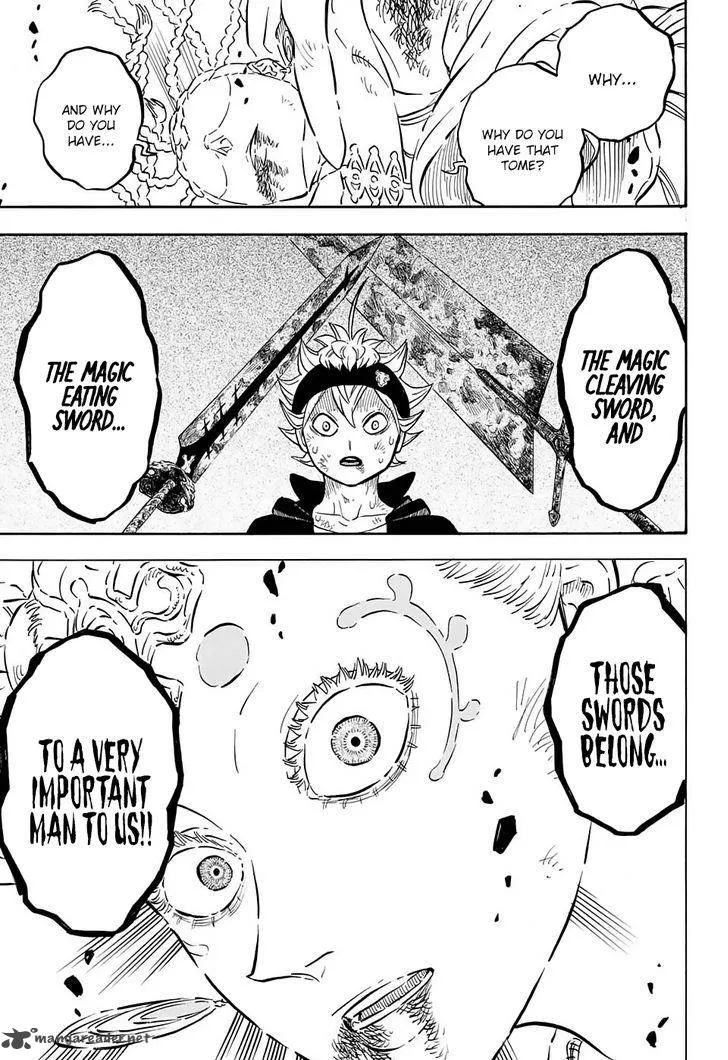 WHY...
WHY DO YOU
HAVE THAT
TOME?
AND WHY
DO YOU
HAVE...
THE MAGIC
CLEAVING
SWORD,
AND
THE MAGIC
EATING
SWORD...
THOSE
SWORDS
BELONG...
TO A VERY
IMPORTANT
MAN TO US!!
mangareader.net